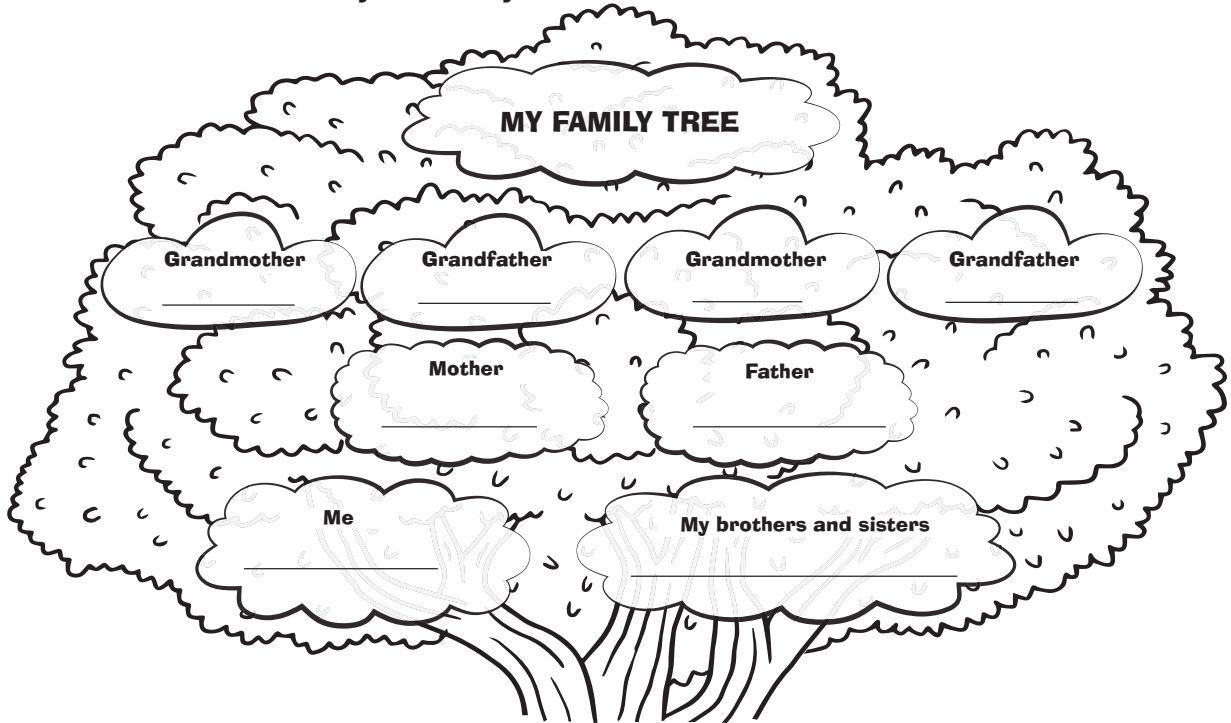 MY FAMILY TREE
Grandmother
Grandfather
Grandmother
Grandfather
Mother
Father
Me
My brothers and sisters